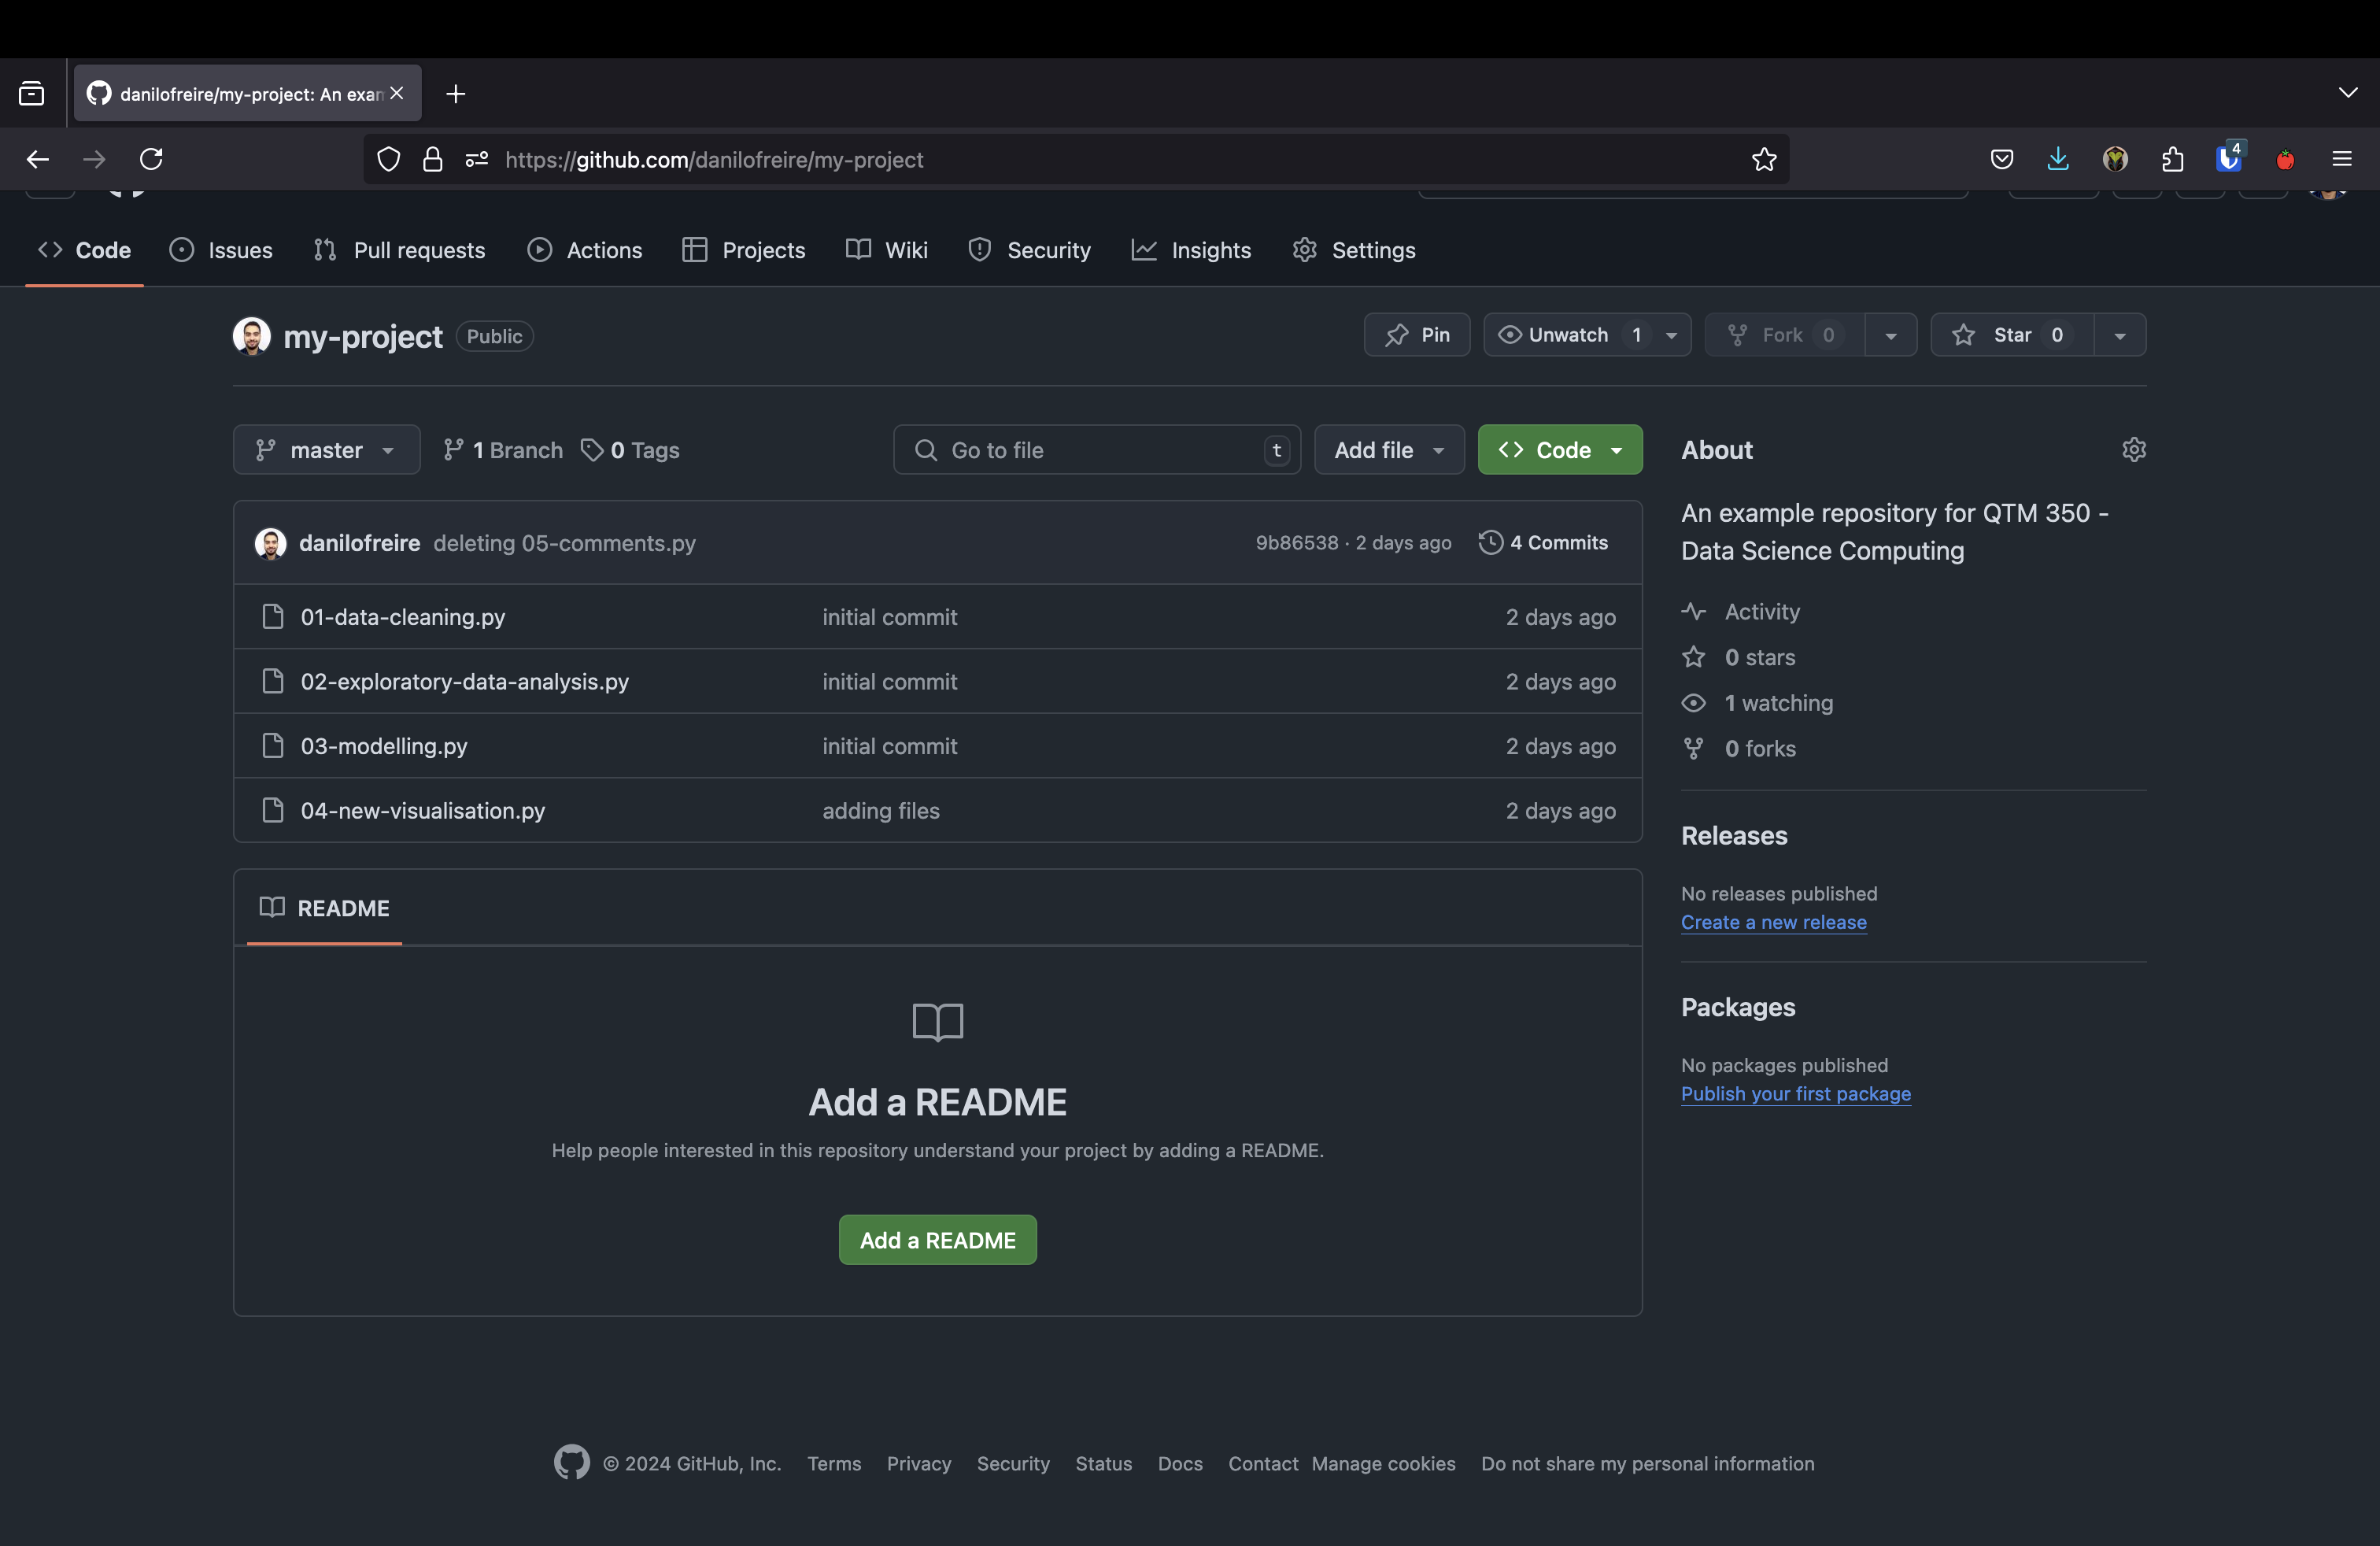 danilofreire/my-project: An exan
https://github.com/danilofreire/my-project
4
Code Issues Pull requests Actions Projects Wiki Security Insights Settings
my-project Public Pin Unwatch 1 Fork 0 Star 0
master 1 Branch 0 Tags Go to file t Add file Code
danilofreire deleting 05-comments.py 9b86538 · 2 days ago 4 Commits
01-data-cleaning.py initial commit 2 days ago
02-exploratory-data-analysis.py initial commit 2 days ago
03-modelling.py initial commit 2 days ago
04-new-visualisation.py adding files 2 days ago
README
Add a README
Help people interested in this repository understand your project by adding a README.
Add a README
About
An example repository for QTM 350 -
Data Science Computing
Activity
0 stars
1 watching
0 forks
Releases
No releases published
Create a new release
Packages
No packages published
Publish your first package
© 2024 GitHub, Inc. Terms Privacy Security Status Docs Contact Manage cookies Do not share my personal information